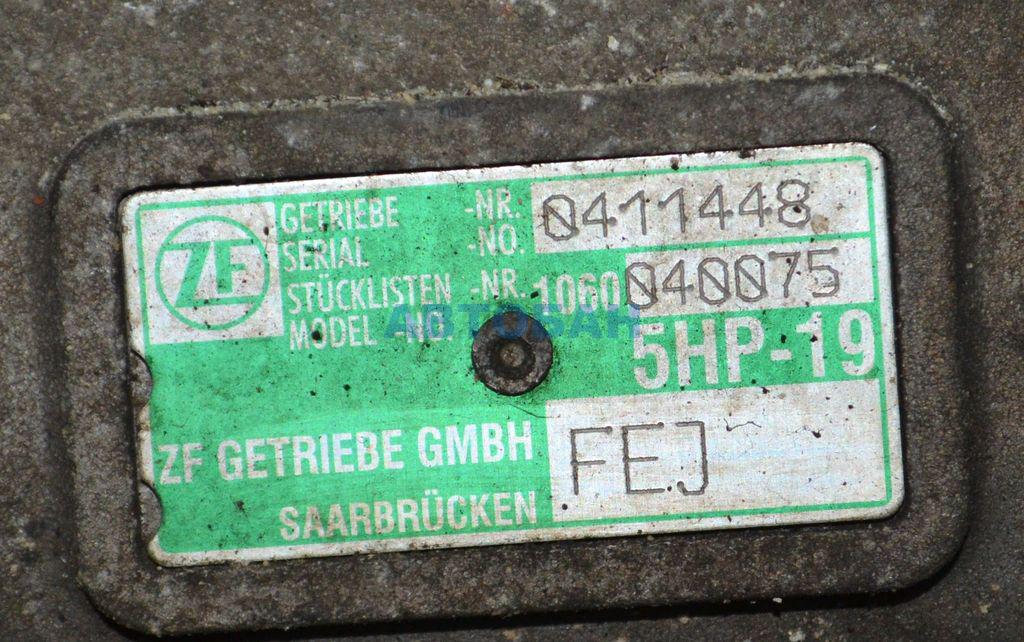 ZF
GETRIEBE -NR. 0411448
SERIAL -NO.
STÜCKLISTEN -NR. 1060 040075
MODEL -NO.
АВТОБАН
5HP-19
ZF GETRIEBE GMBH
FEJ
SAARBRÜCKEN